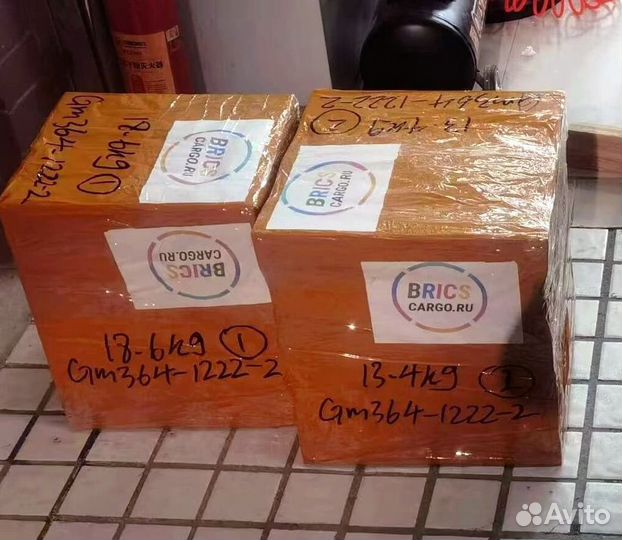 Gm364-1222-2
18-6kg ①
BRICS
CARGO.RU
BRICS
CARGO.RU
18-6kg ①
Gm364-1222-2
Gm364-1222-2
13-4kg ②
BRICS
CARGO.RU
BRICS
CARGO.RU
13-4kg ②
Gm364-1222-2
Avito